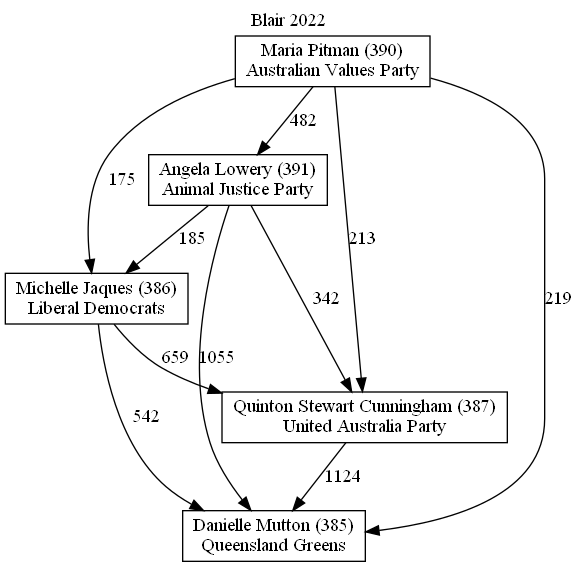 Blair 2022
Maria Pitman (390)
Australian Values Party
482
Angela Lowery (391)
Animal Justice Party
175
185
213
Michelle Jaques (386)
Liberal Democrats
342
219
659
1055
Quinton Stewart Cunningham (387)
United Australia Party
542
1124
Danielle Mutton (385)
Queensland Greens